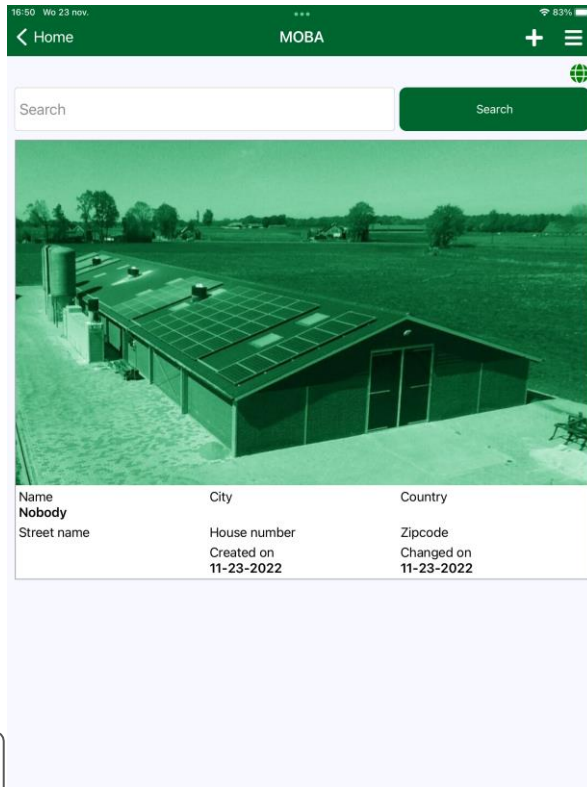 16:50 Wo 23 nov.
83%
Home
MOBA
Search
Search
Name
City
Country
Nobody
Street name
House number
Zipcode
Created on
Changed on
11-23-2022
11-23-2022